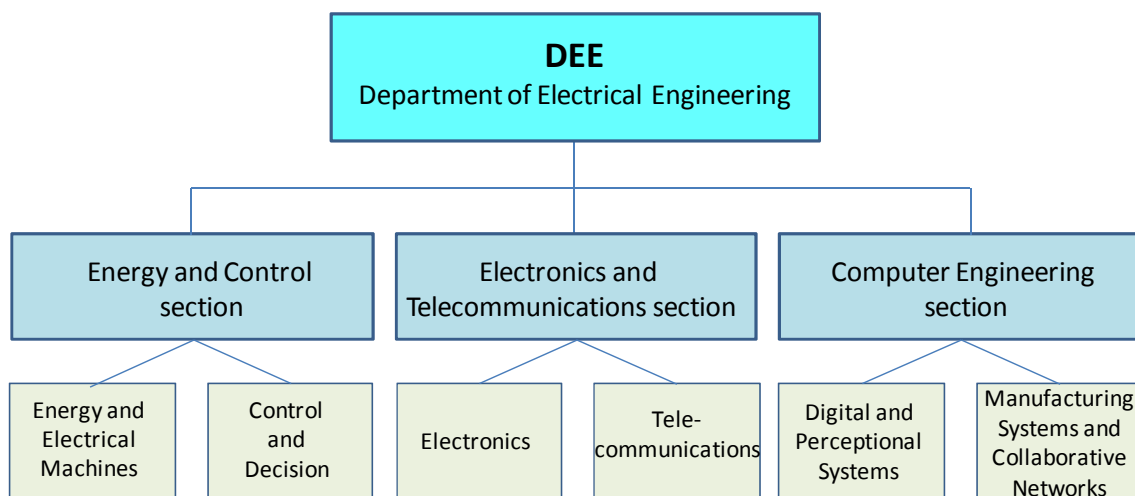 DEE
Department of Electrical Engineering
Energy and Control
section
Electronics and
Telecommunications section
Computer Engineering
section
Energy and
Electrical
Machines
Control
and
Decision
Electronics
Tele-
communications
Digital and
Perceptional
Systems
Manufacturing
Systems and
Collaborative
Networks